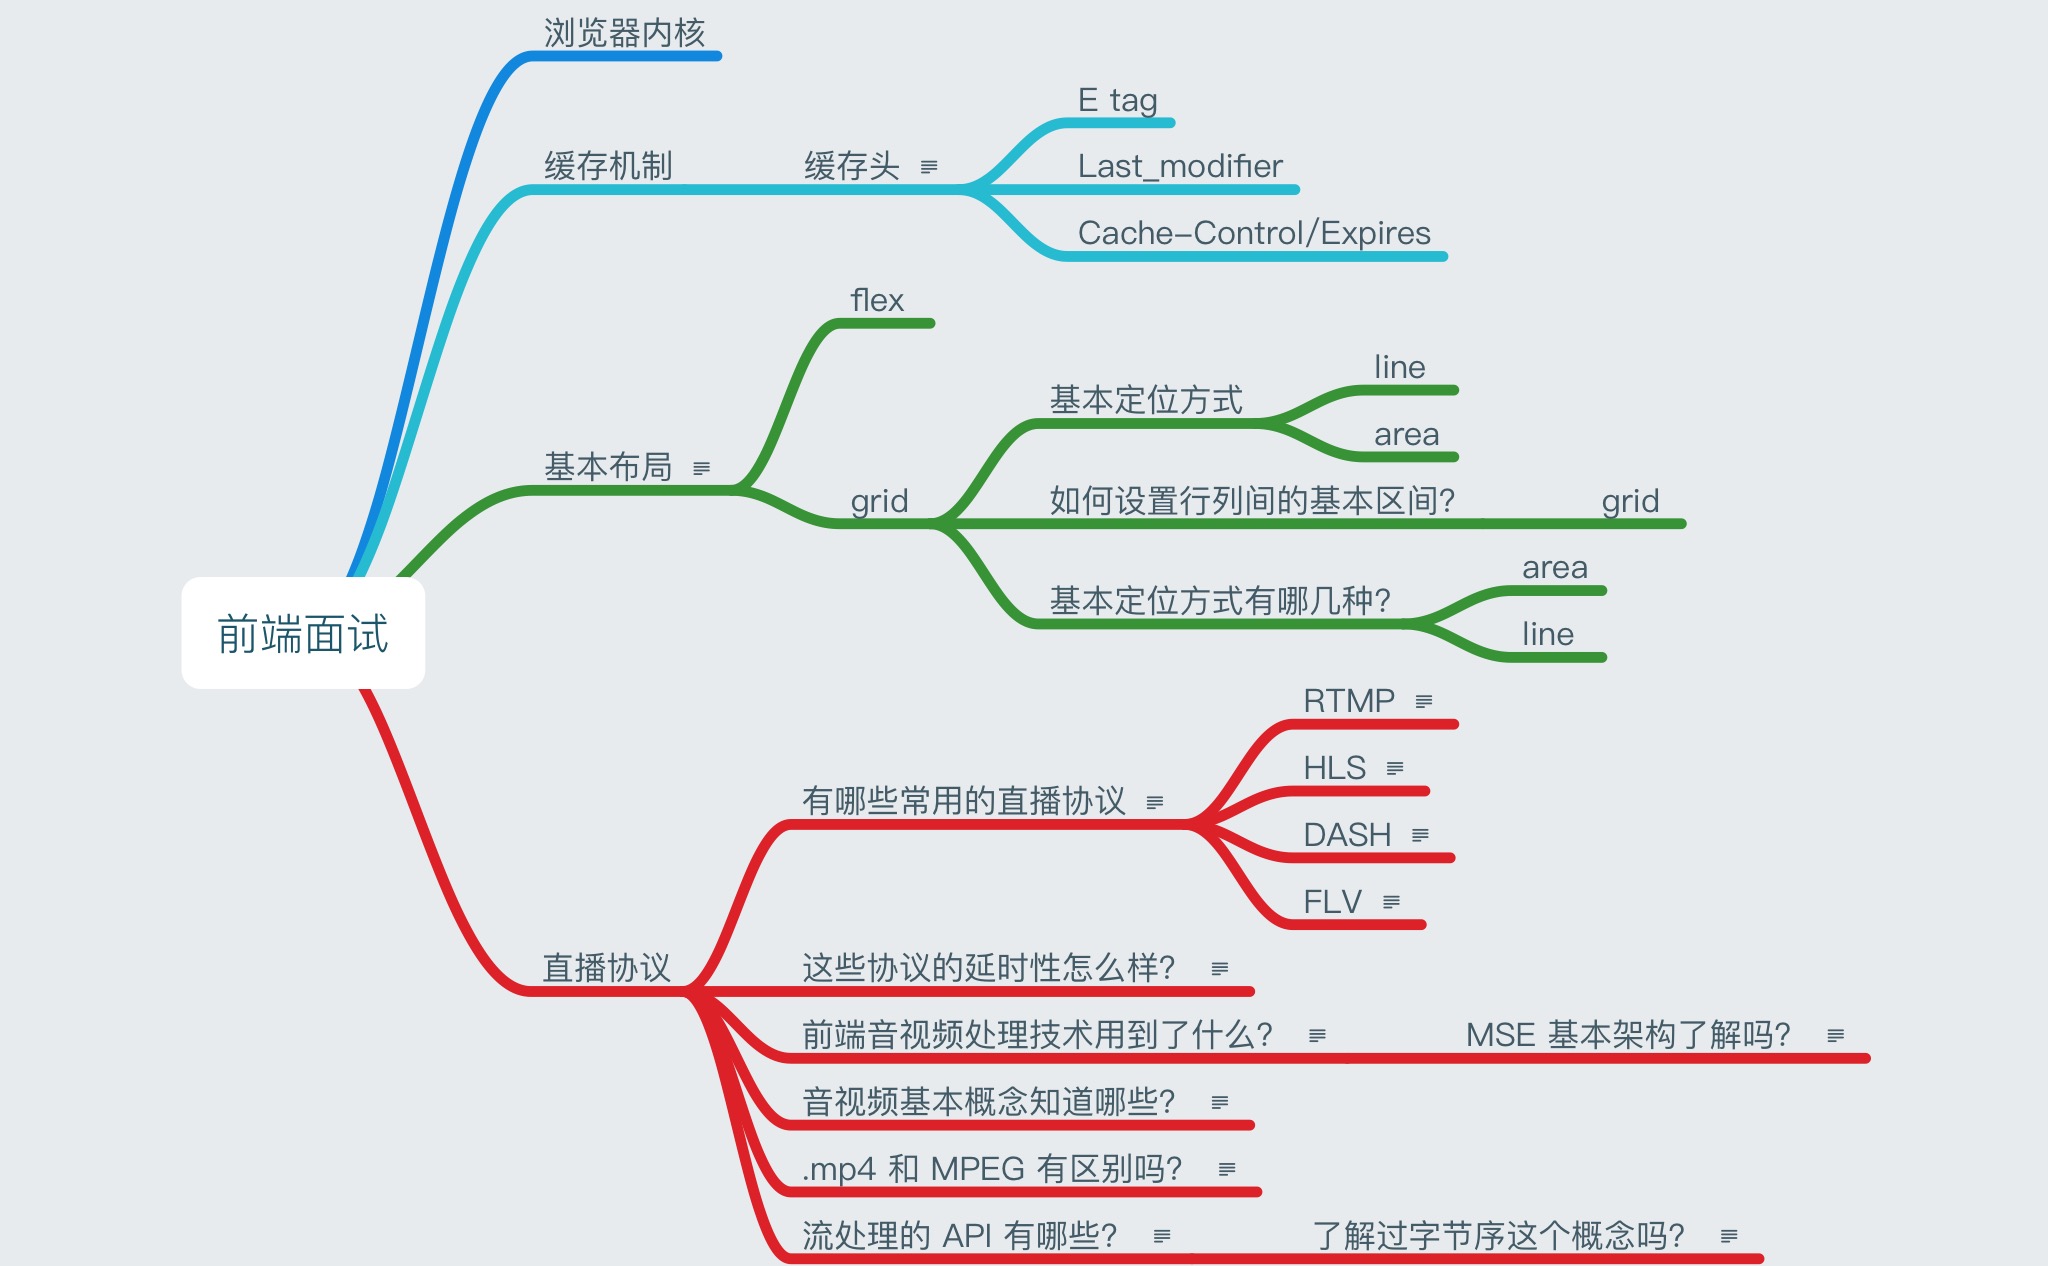 浏览器内核
E tag
缓存机制
缓存头
Last_modifier
Cache-Control/Expires
flex
line
基本定位方式
area
基本布局
grid
如何设置行列间的基本区间?
grid
area
基本定位方式有哪几种?
line
前端面试
RTMP
HLS
有哪些常用的直播协议
DASH
FLV
直播协议
这些协议的延时性怎么样?
前端音视频处理技术用到了什么?
MSE 基本架构了解吗?
音视频基本概念知道哪些?
.mp4 和 MPEG 有区别吗?
流处理的 API 有哪些?
了解过字节序这个概念吗?